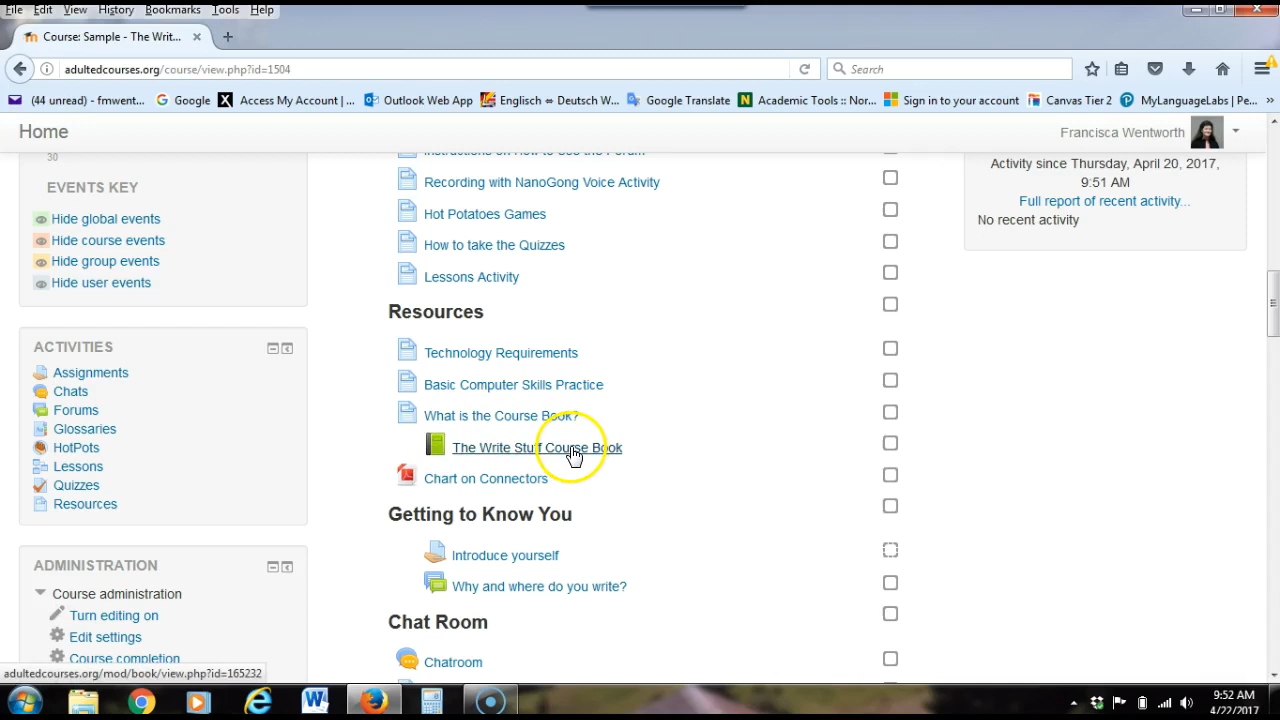 File Edit View History Bookmarks Tools Help
Course: Sample - The Writ...
adultedcourses.org/course/view.php?id=1504
Search
(44 unread) - fmwent... Google Access My Account | ... Outlook Web App Englisch ⇔ Deutsch W... Google Translate Academic Tools :: Nor... Sign in to your account Canvas Tier 2 MyLanguageLabs | Pe... »
Home
Francisca Wentworth
30
EVENTS KEY
Hide global events
Hide course events
Hide group events
Hide user events
ACTIVITIES
Assignments
Chats
Forums
Glossaries
HotPots
Lessons
Quizzes
Resources
ADMINISTRATION
Course administration
Turn editing on
Edit settings
Course completion
adultedcourses.org/mod/book/view.php?id=165232
Instructions on How to Use the Forum
Recording with NanoGong Voice Activity
Hot Potatoes Games
How to take the Quizzes
Lessons Activity
Resources
Technology Requirements
Basic Computer Skills Practice
What is the Course Book?
The Write Stuff Course Book
Chart on Connectors
Getting to Know You
Introduce yourself
Why and where do you write?
Chat Room
Chatroom
Activity since Thursday, April 20, 2017,
9:51 AM
Full report of recent activity...
No recent activity
9:52 AM
4/22/2017